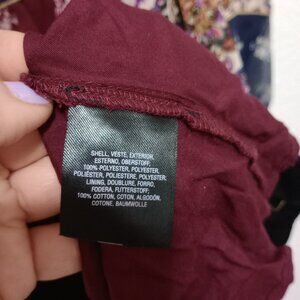 SHELL, VESTE, EXTERIOR,
ESTERNO, OBERSTOFF,
100% POLYESTER, POLYESTER,
POLIÉSTER, POLIESTERE, POLYESTER,
LINING, DOUBLURE, FORRO,
FODERA, FUTTERSTOFF:
100% COTTON, COTON, ALGODÓN,
COTONE, BAUMWOLLE